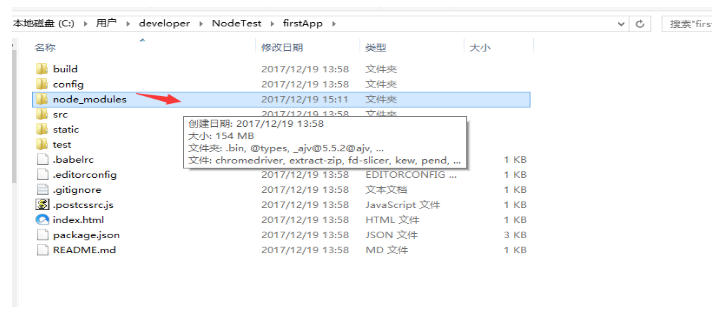 本地磁盘 (C:) › 用户 › developer › NodeTest › firstApp ›
搜索"firs
名称 修改日期 类型 大小
build 2017/12/19 13:58 文件夹
config 2017/12/19 13:58 文件夹
node_modules 2017/12/19 15:11 文件夹
src 2017/12/19 13:58 文件夹
static
test
创建日期: 2017/12/19 13:58
大小: 154 MB
文件夹: .bin, @types, _ajv@5.5.2@ajv, ...
文件: chromedriver, extract-zip, fd-slicer, kew, pend, ...
.babelrc 1 KB
.editorconfig 2017/12/19 13:58 EDITORCONFIG ... 1 KB
.gitignore 2017/12/19 13:58 文本文档 1 KB
.postcssrc.js 2017/12/19 13:58 JavaScript 文件 1 KB
index.html 2017/12/19 13:58 HTML 文件 1 KB
package.json 2017/12/19 13:58 JSON 文件 3 KB
README.md 2017/12/19 13:58 MD 文件 1 KB